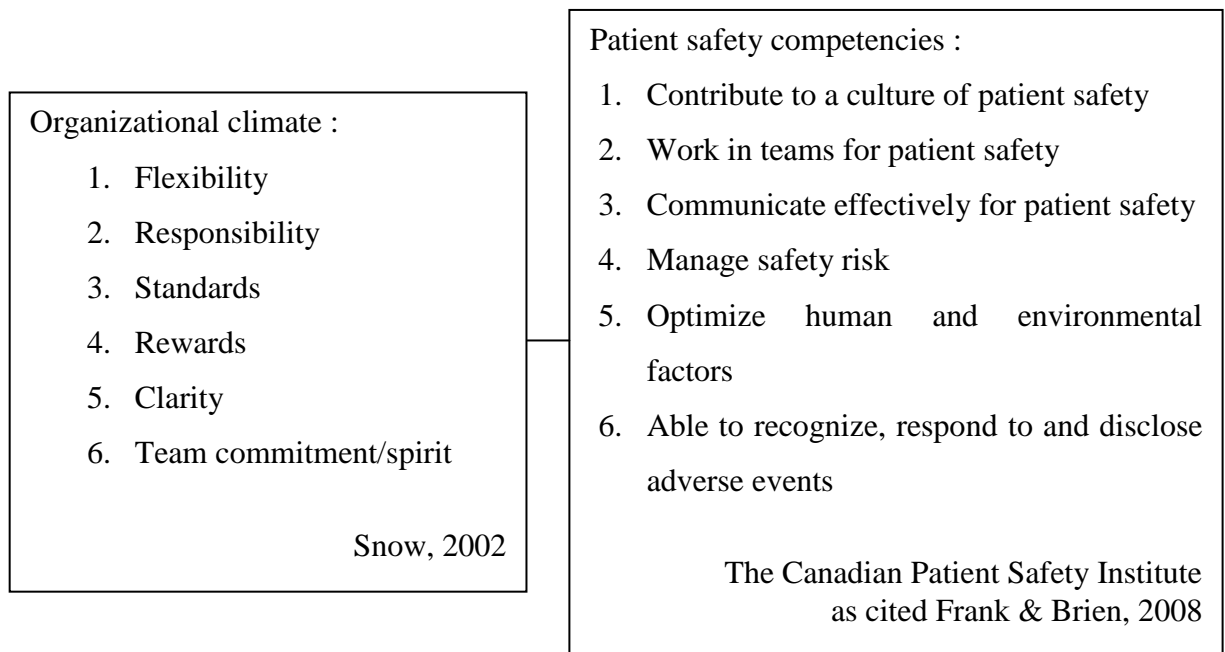 Organizational climate :
1. Flexibility
2. Responsibility
3. Standards
4. Rewards
5. Clarity
6. Team commitment/spirit
Snow, 2002
Patient safety competencies :
1. Contribute to a culture of patient safety
2. Work in teams for patient safety
3. Communicate effectively for patient safety
4. Manage safety risk
5. Optimize human and environmental
factors
6. Able to recognize, respond to and disclose
adverse events
The Canadian Patient Safety Institute
as cited Frank & Brien, 2008